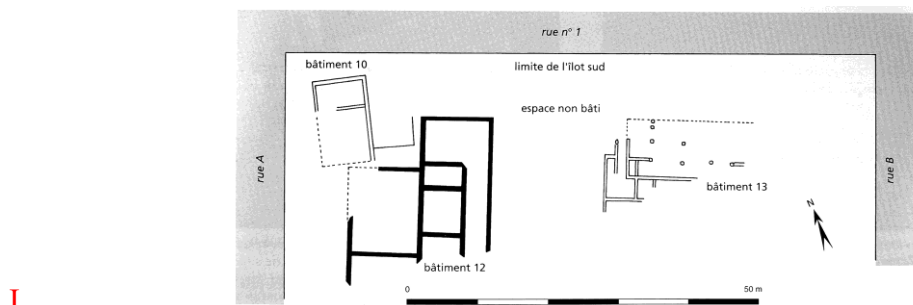 rue n° 1
bâtiment 10
limite de l'îlot sud
espace non bâti
rue A
rue B
bâtiment 13
N
bâtiment 12
0
50 m
I